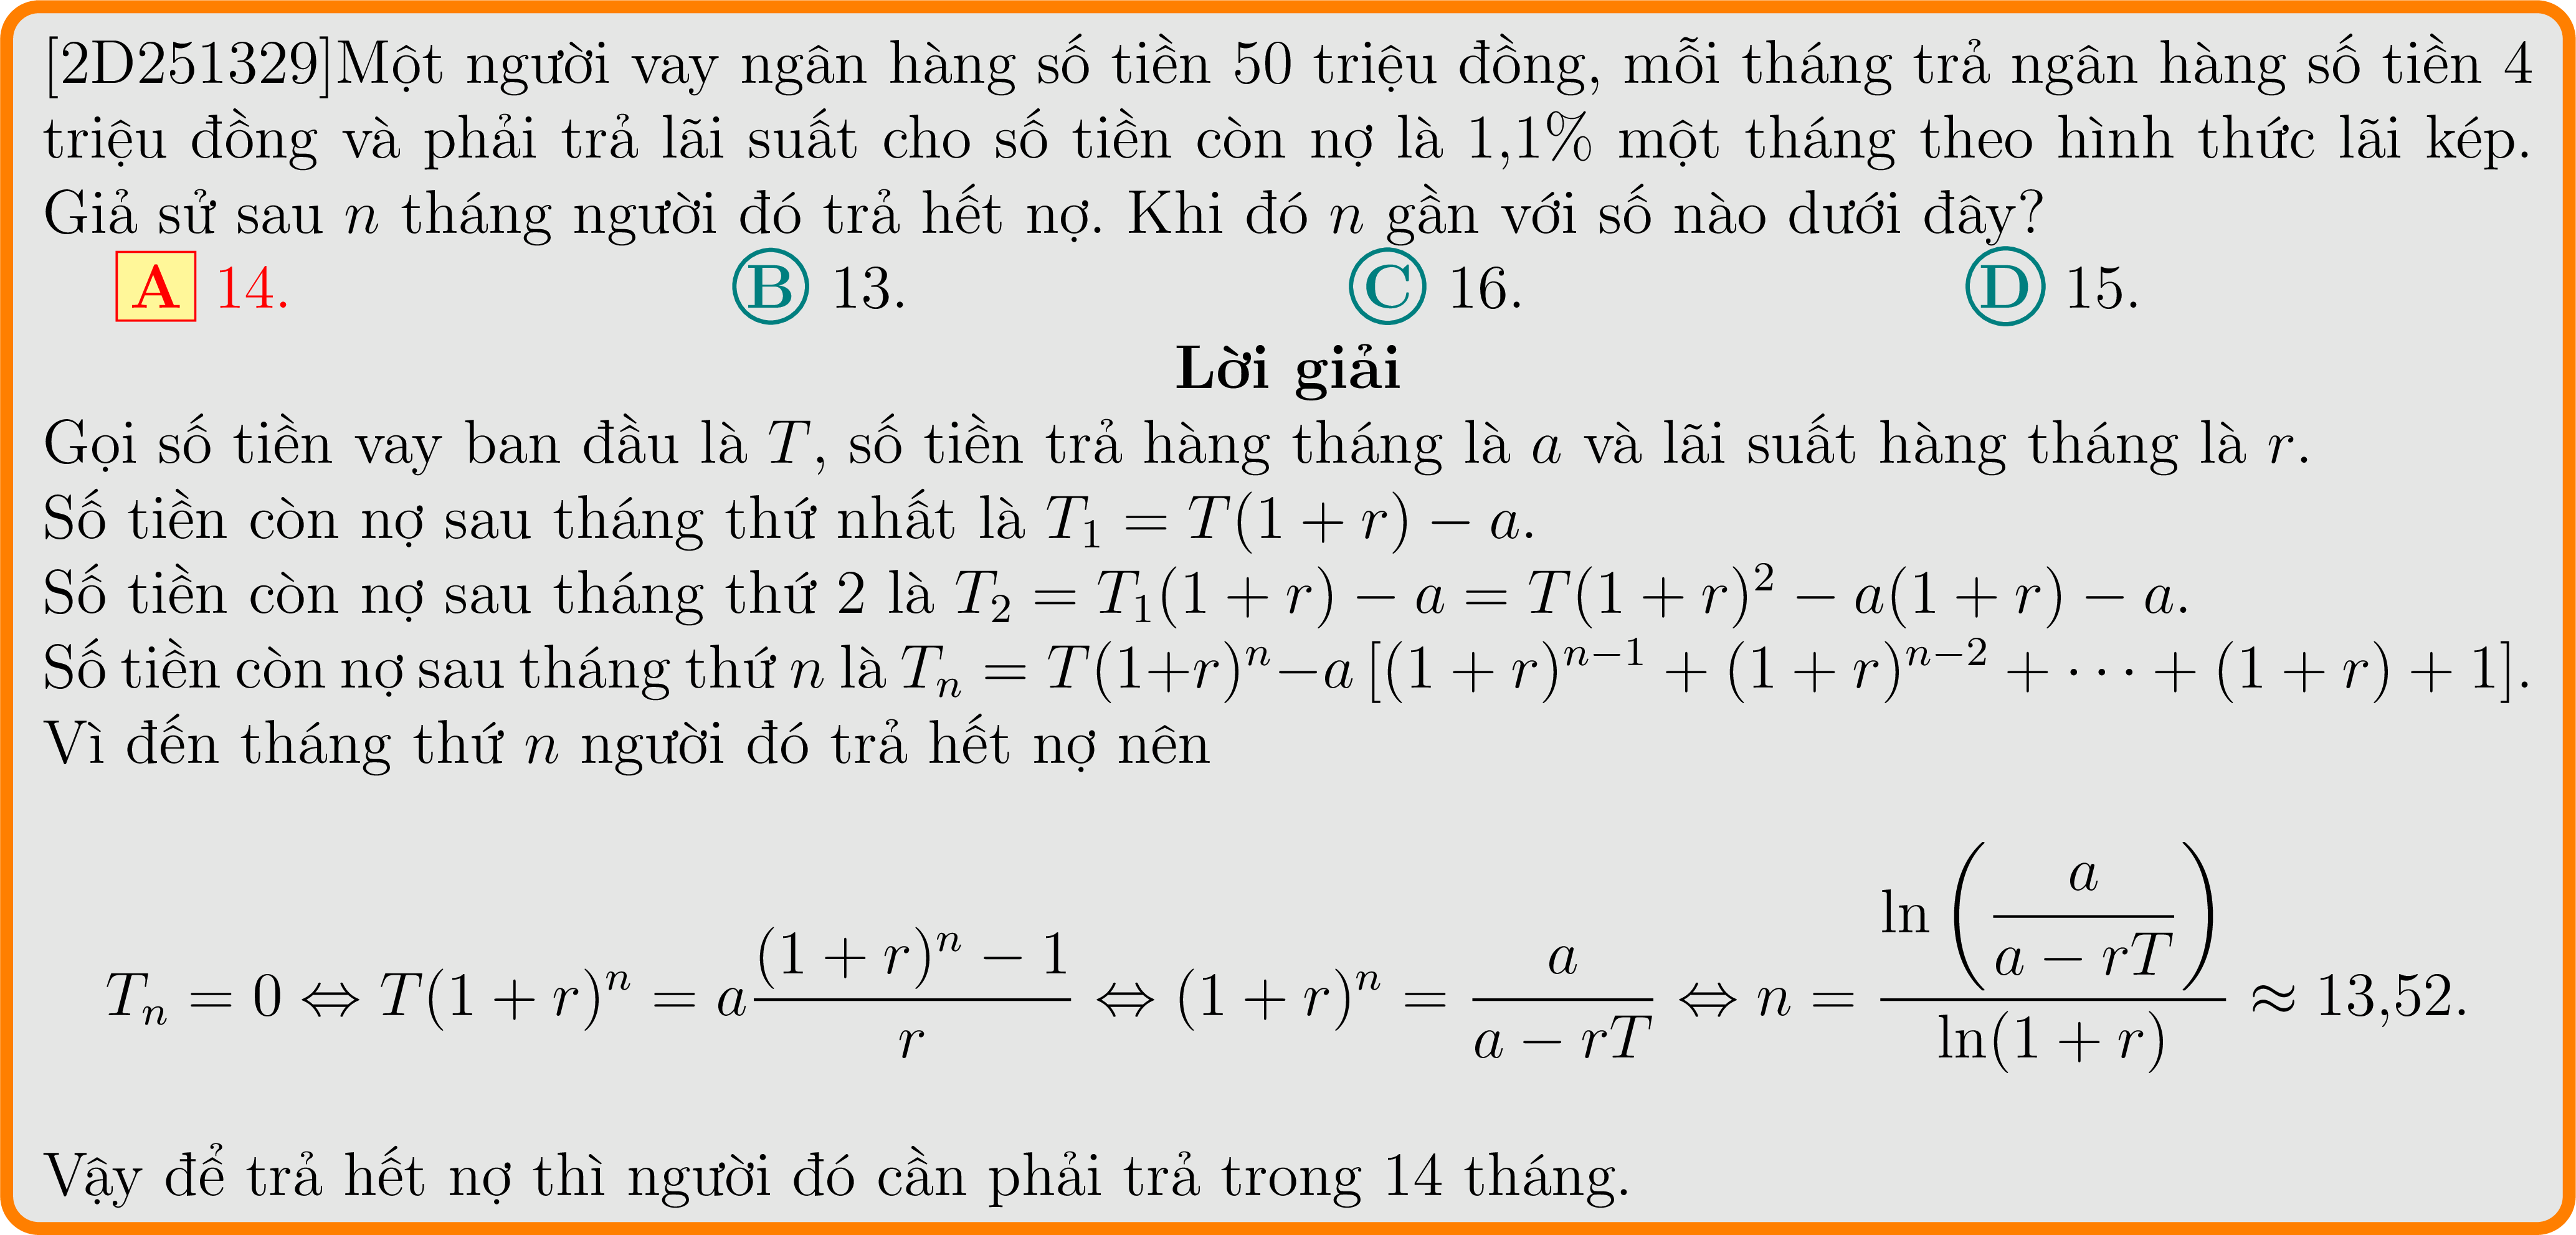 [2D251329]Một người vay ngân hàng số tiền 50 triệu đồng, mỗi tháng trả ngân hàng số tiền 4
triệu đồng và phải trả lãi suất cho số tiền còn nợ là 1,1% một tháng theo hình thức lãi kép.
Giả sử sau n tháng người đó trả hết nợ. Khi đó n gần với số nào dưới đây?
A 14. B 13. C 16. D 15.
Lời giải
Gọi số tiền vay ban đầu là T, số tiền trả hàng tháng là a và lãi suất hàng tháng là r.
Số tiền còn nợ sau tháng thứ nhất là T₁ = T(1 + r) − a.
Số tiền còn nợ sau tháng thứ 2 là T₂ = T₁(1 + r) − a = T(1 + r)² − a(1 + r) − a.
Số tiền còn nợ sau tháng thứ n là Tₙ = T(1+r)ⁿ−a [(1 + r)ⁿ⁻¹ + (1 + r)ⁿ⁻² + ··· + (1 + r) + 1].
Vì đến tháng thứ n người đó trả hết nợ nên
$T_n = 0 \Leftrightarrow T(1 + r)^n = a\frac{(1 + r)^n - 1}{r} \Leftrightarrow (1 + r)^n = \frac{a}{a - rT} \Leftrightarrow n = \frac{\ln\left(\frac{a}{a - rT}\right)}{\ln(1 + r)} \approx 13,52.$
Vậy để trả hết nợ thì người đó cần phải trả trong 14 tháng.